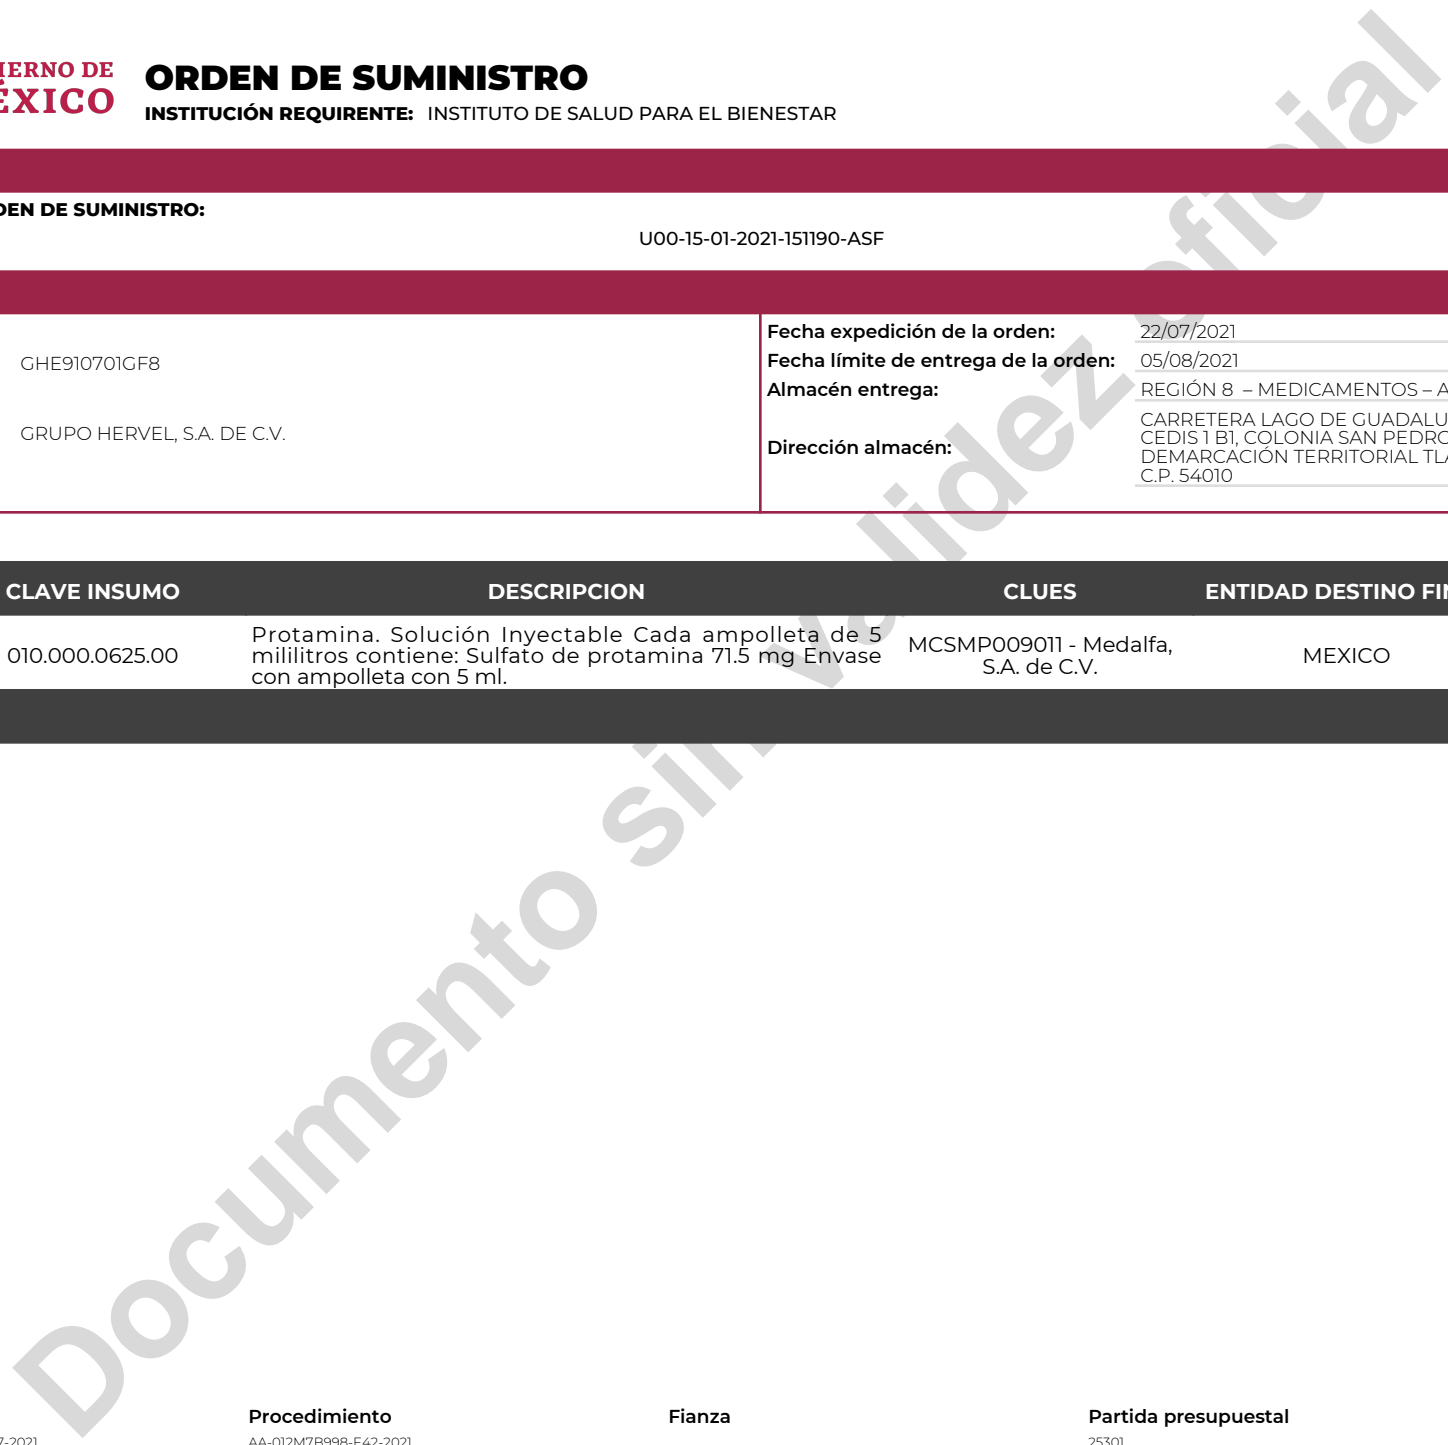 IERNO DE
ÉXICO
ORDEN DE SUMINISTRO
INSTITUCIÓN REQUIRENTE: INSTITUTO DE SALUD PARA EL BIENESTAR
DEN DE SUMINISTRO:
U00-15-01-2021-151190-ASF
GHE910701GF8
GRUPO HERVEL, S.A. DE C.V.
Fecha expedición de la orden: 22/07/2021
Fecha límite de entrega de la orden: 05/08/2021
Almacén entrega: REGIÓN 8 – MEDICAMENTOS – A
Dirección almacén:
CARRETERA LAGO DE GUADALU
CEDIS 1 B1, COLONIA SAN PEDRO
DEMARCACIÓN TERRITORIAL TLA
C.P. 54010
CLAVE INSUMO DESCRIPCION CLUES ENTIDAD DESTINO FIN
010.000.0625.00
Protamina. Solución Inyectable Cada ampolleta de 5
mililitros contiene: Sulfato de protamina 71.5 mg Envase
con ampolleta con 5 ml.
MCSMP009011 - Medalfa,
S.A. de C.V.
MEXICO
Documento sin validez oficial
Procedimiento Fianza Partida presupuestal
7-2021 AA-012M7B998-E42-2021 25301